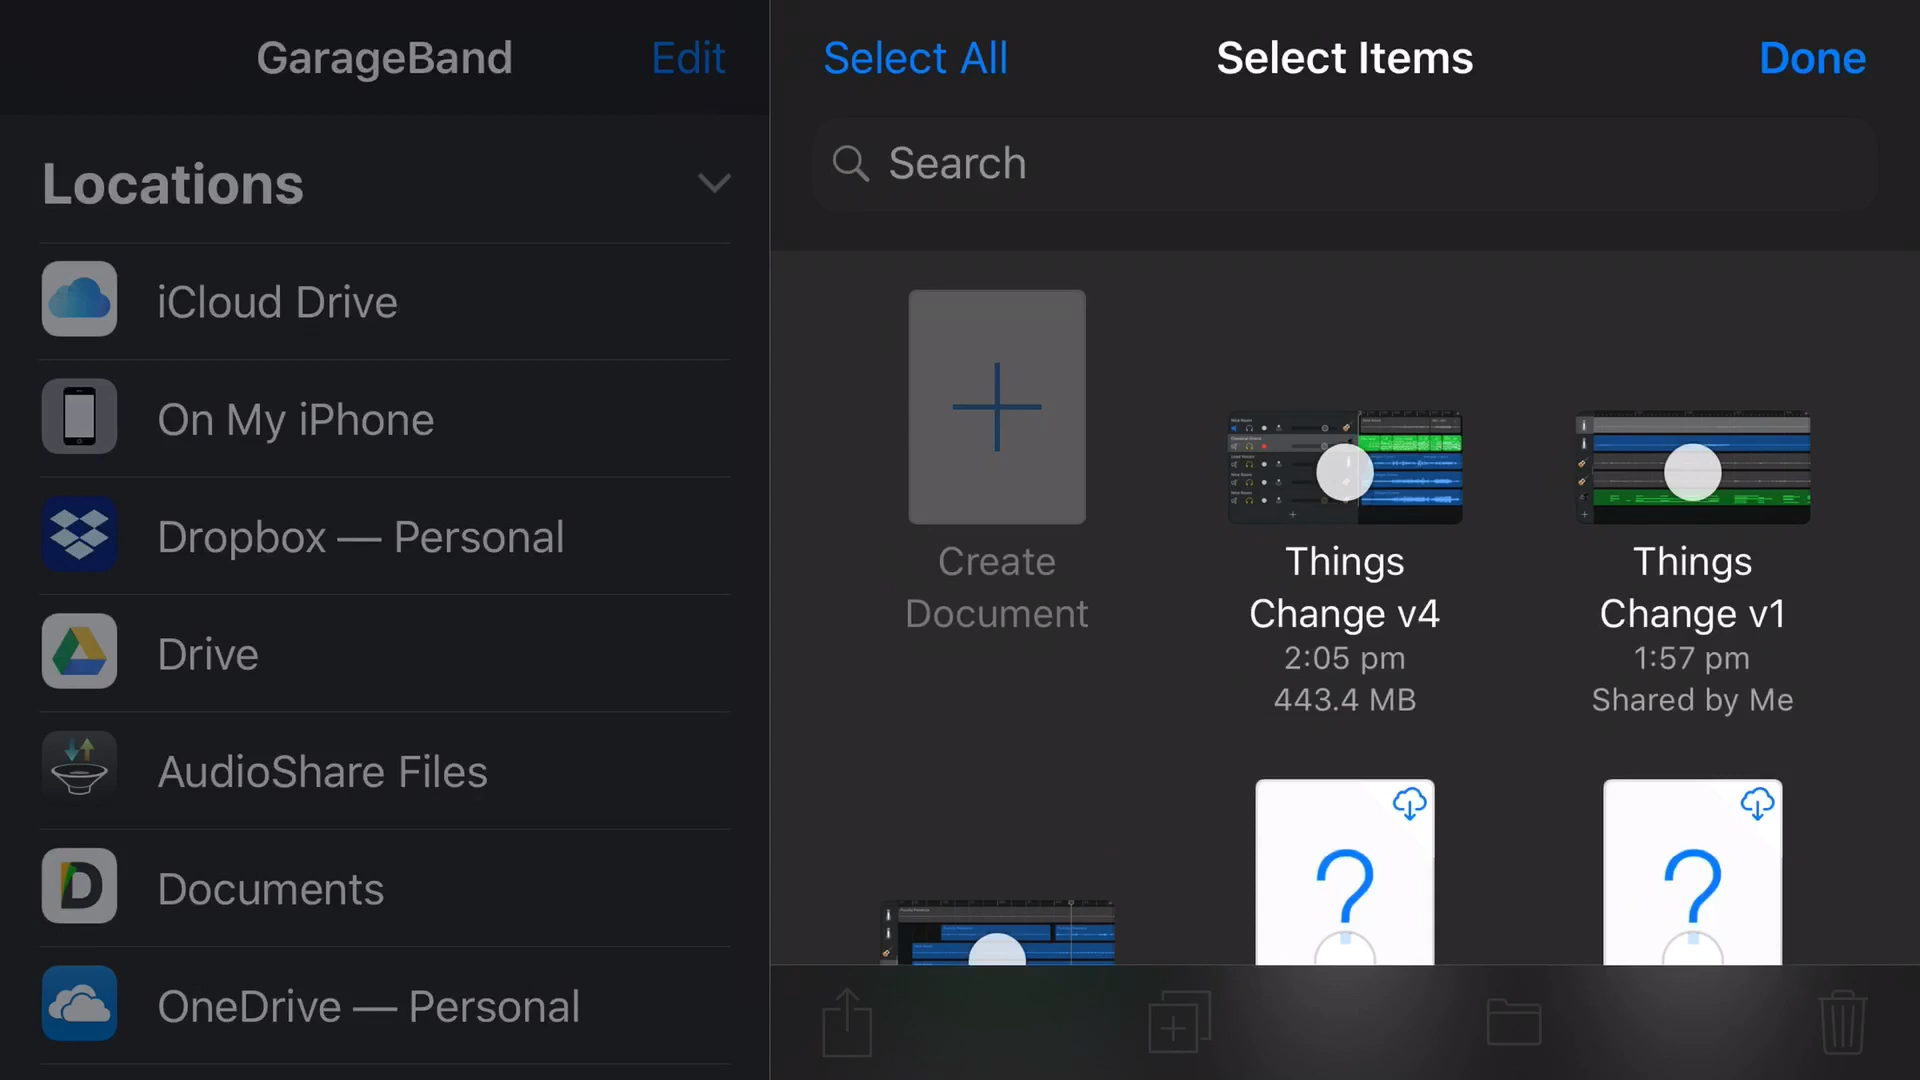 GarageBand
Edit
Locations
iCloud Drive
On My iPhone
Dropbox — Personal
Drive
AudioShare Files
Documents
OneDrive — Personal
Select All
Select Items
Done
Search
Create
Document
Things
Change v4
2:05 pm
443.4 MB
Things
Change v1
1:57 pm
Shared by Me
?
?